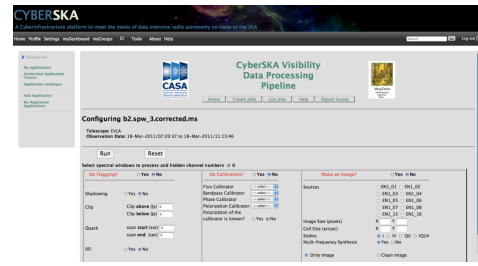 CYBERSKA
A Cyberinfrastructure platform to meet the needs of data intensive radio astronomy on route to the SKA
Home Profile Settings myDashboard myGroups Tools About Help
Search Log out
My applications
Authorized Application Tokens
Application catalogue
Add Application
My Registered Applications
CASA
CyberSKA Visibility
Data Processing
Pipeline
Home Create Jobs List Jobs Help Report Issues
Configuring b2.spw_3.corrected.ms
Telescope EVLA
Observation Date: 18-Mar-2011/07:20:37 to 18-Mar-2011/11:13:46
Run Reset
Select spectral windows to process and hidden channel numbers 0
Do Flagging? Yes No
Shadowing Yes No
Clip Clip above (Jy)
Clip below (Jy)
Quack scan start (sec)
scan end (sec)
RFI Yes No
Do Calibration? Yes No
Flux Calibrator -- select --
Bandpass Calibrator -- select --
Phase Calibrator -- select --
Polarization Calibrator -- select --
Polarization of the calibrator is known? Yes No
Make an Image? Yes No
Sources EN1_01 EN1_02
EN1_03 EN1_04
EN1_05 EN1_06
EN1_07 EN1_08
EN1_15 EN1_16
Image Size (pixels) X Y
Cell Size (arcsec) X Y
Stokes I IV QU IQUV
Multi-frequency Synthesis Yes No
Dirty Image Clean Image